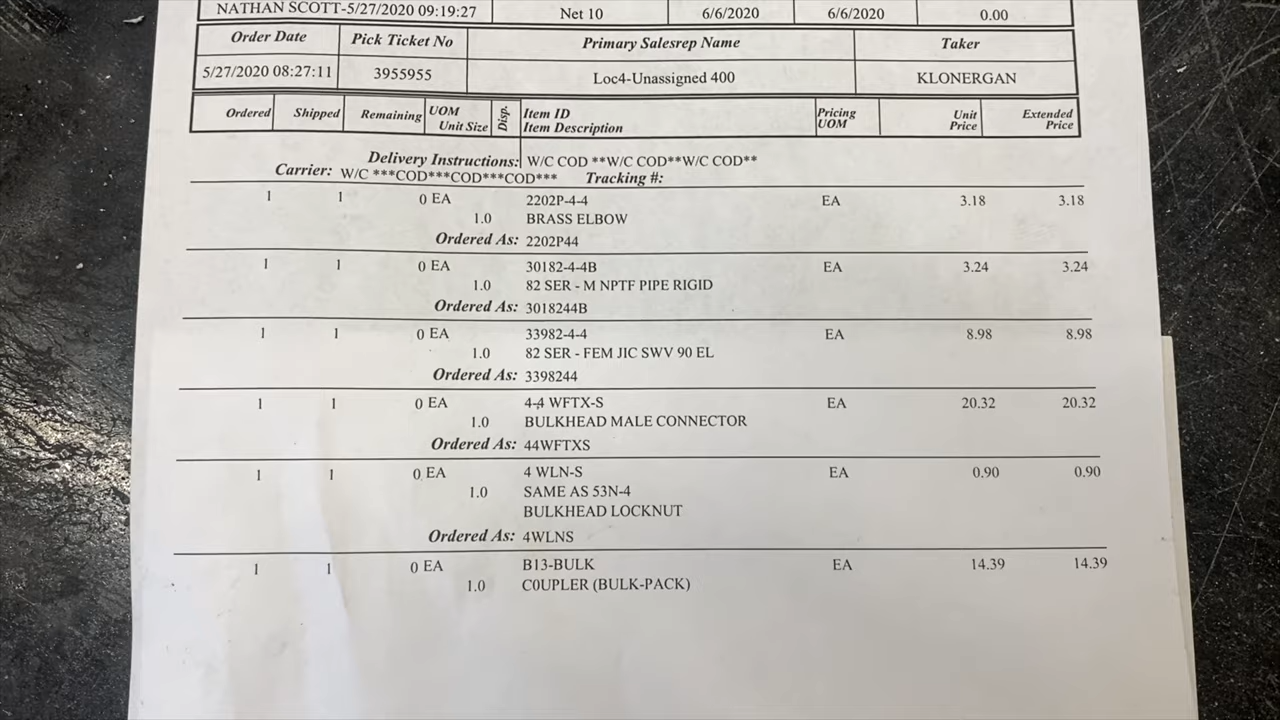 NATHAN SCOTT-5/27/2020 09:19:27 Net 10 6/6/2020 6/6/2020 0.00
Order Date Pick Ticket No Primary Salesrep Name Taker
5/27/2020 08:27:11 3955955 Loc4-Unassigned 400 KLONERGAN
Ordered Shipped Remaining UOM Disp. Item ID Pricing Unit Extended
Unit Size Item Description UOM Price Price
Delivery Instructions: W/C COD **W/C COD**W/C COD**
Carrier: W/C ***COD***COD***COD*** Tracking #:
1 1 0 EA 2202P-4-4 EA 3.18 3.18
1.0 BRASS ELBOW
Ordered As: 2202P44
1 1 0 EA 30182-4-4B EA 3.24 3.24
1.0 82 SER - M NPTF PIPE RIGID
Ordered As: 3018244B
1 1 0 EA 33982-4-4 EA 8.98 8.98
1.0 82 SER - FEM JIC SWV 90 EL
Ordered As: 3398244
1 1 0 EA 4-4 WFTX-S EA 20.32 20.32
1.0 BULKHEAD MALE CONNECTOR
Ordered As: 44WFTXS
1 1 0 EA 4 WLN-S EA 0.90 0.90
1.0 SAME AS 53N-4
BULKHEAD LOCKNUT
Ordered As: 4WLNS
1 1 0 EA B13-BULK EA 14.39 14.39
1.0 C0UPLER (BULK-PACK)